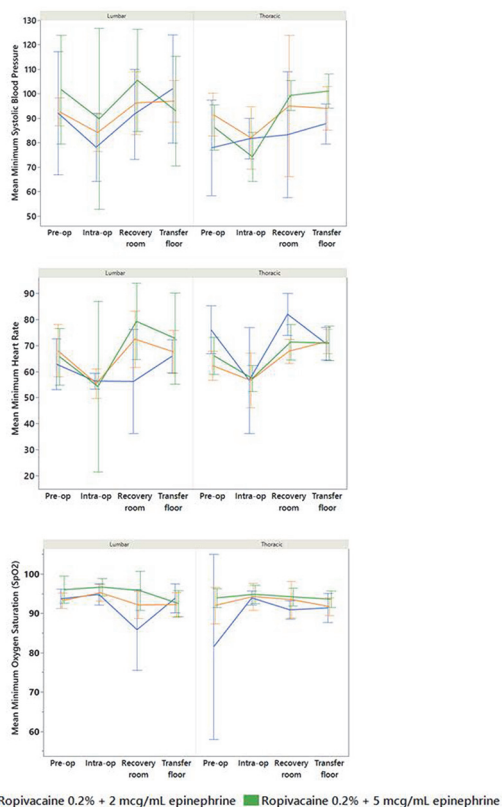 Lumbar Thoracic
Mean Minimum Systolic Blood Pressure
130
120
110
100
90
80
70
60
50
Pre-op Intra-op Recovery room Transfer floor Pre-op Intra-op Recovery room Transfer floor
Lumbar Thoracic
Mean Minimum Heart Rate
90
80
70
60
50
40
30
20
Pre-op Intra-op Recovery room Transfer floor Pre-op Intra-op Recovery room Transfer floor
Lumbar Thoracic
Mean Minimum Oxygen Saturation (SpO2)
100
90
80
70
60
Pre-op Intra-op Recovery room Transfer floor Pre-op Intra-op Recovery room Transfer floor
Ropivacaine 0.2% + 2 mcg/mL epinephrine Ropivacaine 0.2% + 5 mcg/mL epinephrine